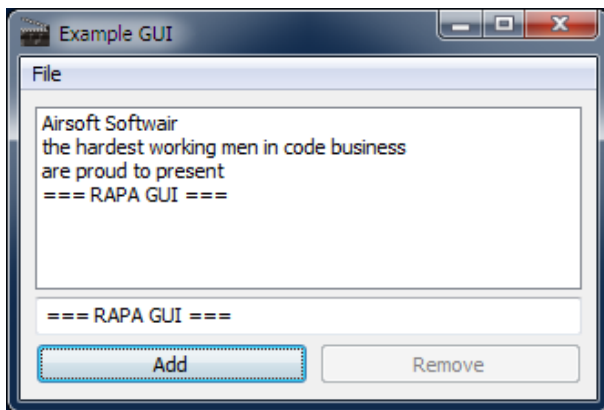 Example GUI
File
Airsoft Softwair
the hardest working men in code business
are proud to present
=== RAPA GUI ===
=== RAPA GUI ===
Add
Remove